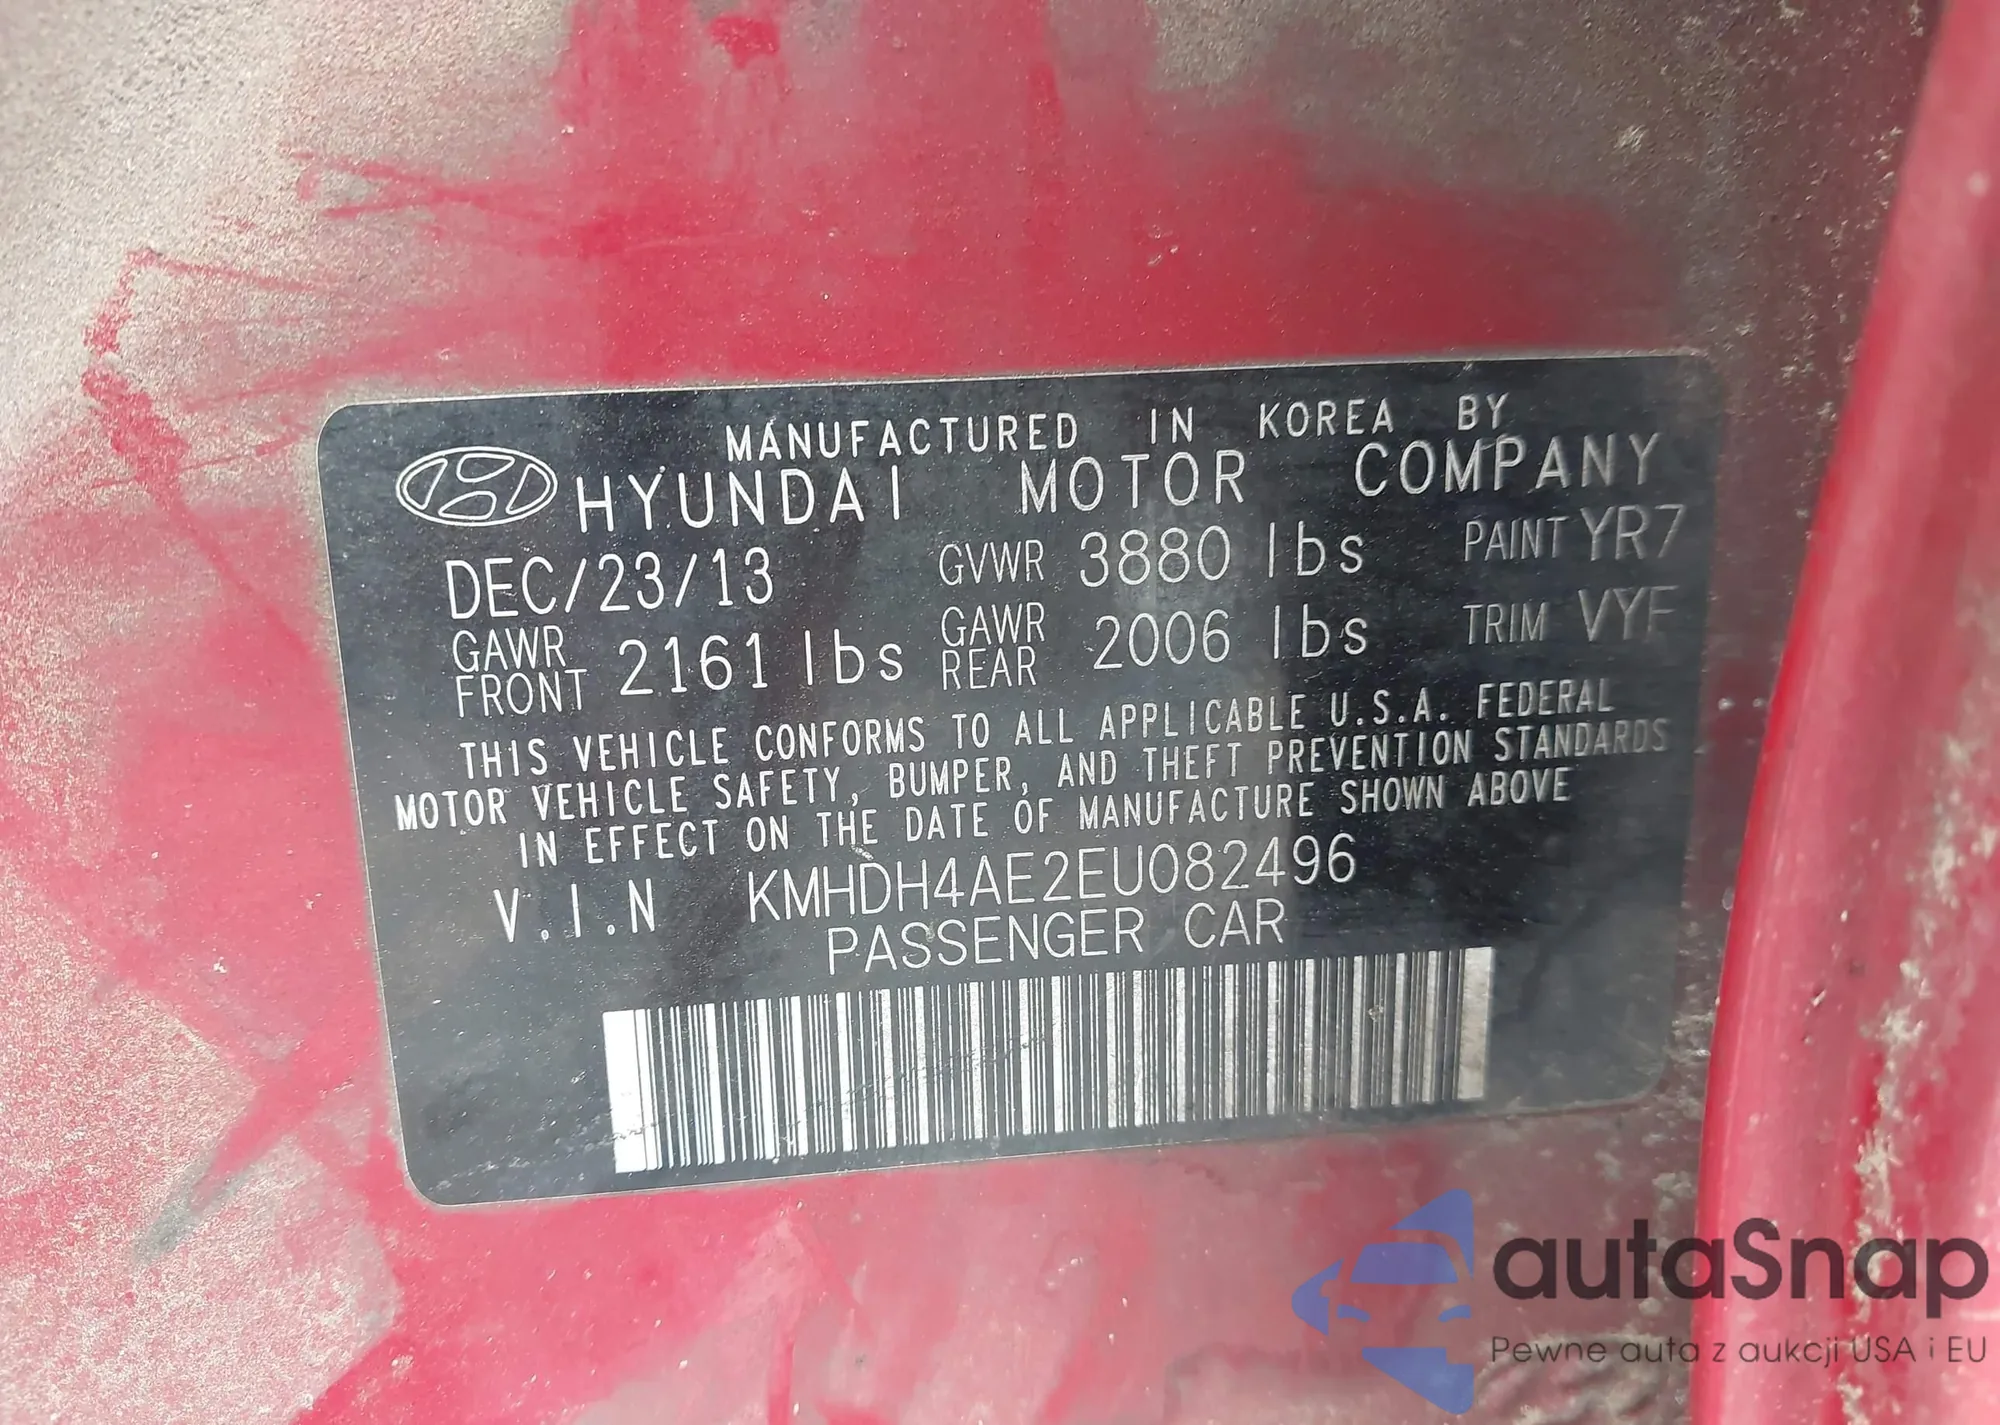 MANUFACTURED IN KOREA BY
HYUNDAI MOTOR COMPANY
DEC/23/13 GVWR 3880 lbs PAINT YR7
GAWR FRONT 2161 lbs GAWR REAR 2006 lbs TRIM VYF
THIS VEHICLE CONFORMS TO ALL APPLICABLE U.S.A. FEDERAL
MOTOR VEHICLE SAFETY, BUMPER, AND THEFT PREVENTION STANDARDS
IN EFFECT ON THE DATE OF MANUFACTURE SHOWN ABOVE
V.I.N KMHDH4AE2EU082496
PASSENGER CAR
autaSnap
Pewne auta z aukcji USA i EU